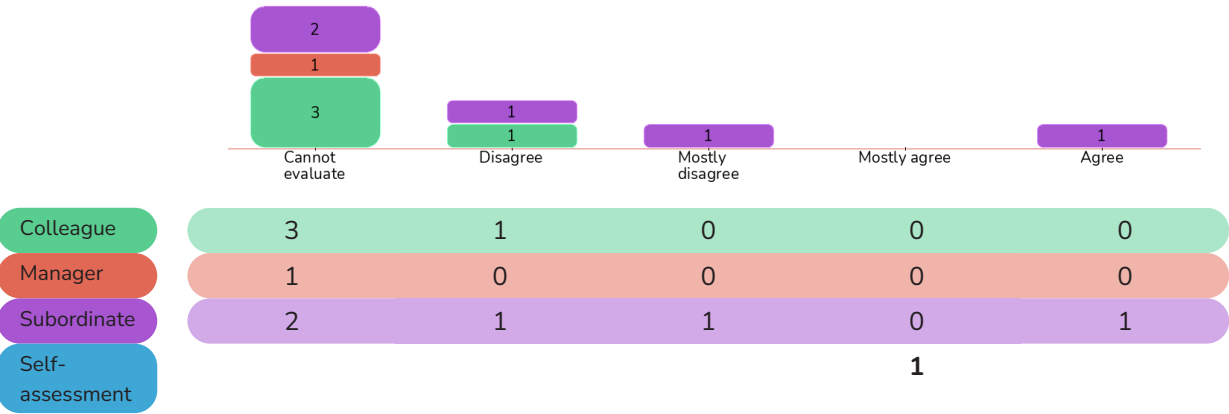 2
1
3
1
1
1
1
Cannot
evaluate
Disagree
Mostly
disagree
Mostly agree
Agree
Colleague 3 1 0 0 0
Manager 1 0 0 0 0
Subordinate 2 1 1 0 1
Self-
assessment
1